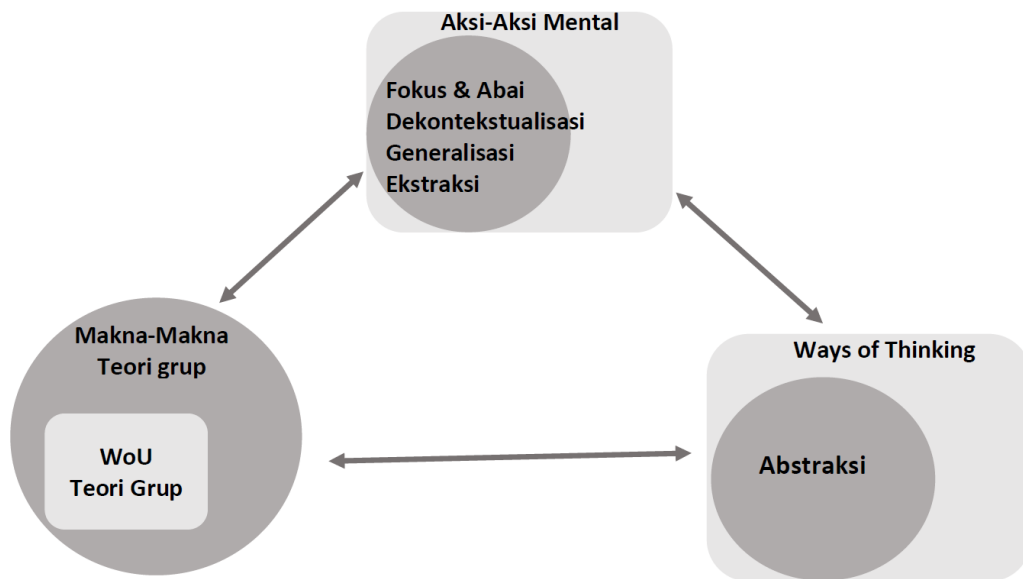 Aksi-Aksi Mental
Fokus & Abai
Dekontekstualisasi
Generalisasi
Ekstraksi
Makna-Makna
Teori grup
WoU
Teori Grup
Ways of Thinking
Abstraksi